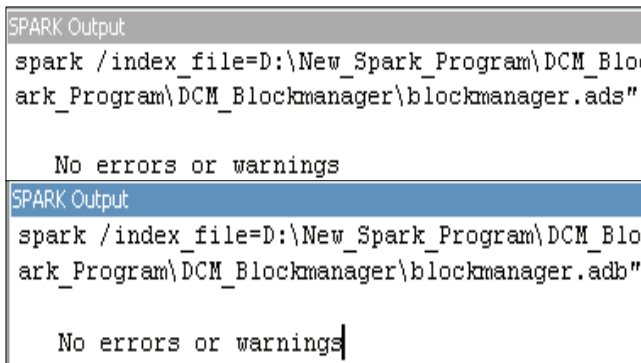 SPARK Output
spark /index_file=D:\New_Spark_Program\DCM_Bloc
ark_Program\DCM_Blockmanager\blockmanager.ads"
No errors or warnings
SPARK Output
spark /index_file=D:\New_Spark_Program\DCM_Blo
ark_Program\DCM_Blockmanager\blockmanager.adb"
No errors or warnings